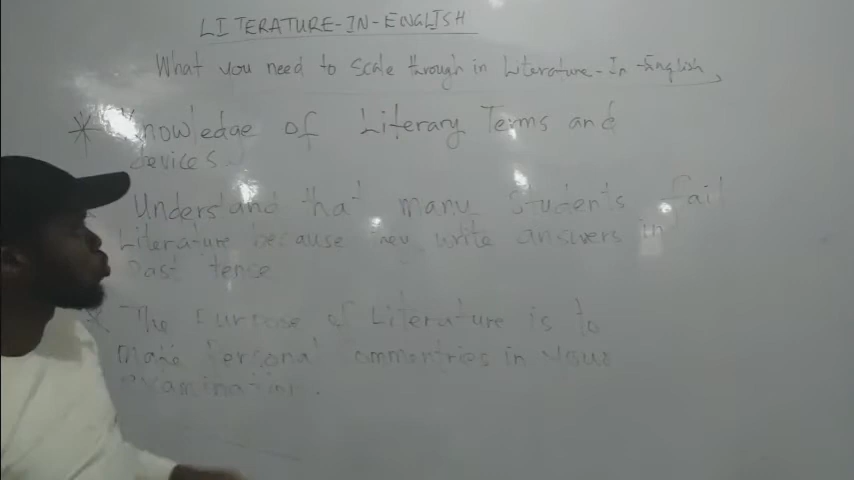 LITERATURE-IN-ENGLISH
What you need to Scale through in Literature-In-English,
* Knowledge of Literary Terms and
devices
Understand that many students fail
Literature because they write answers in
Past tense
* The Purpose of Literature is to
make Personal commentries in your
examination.